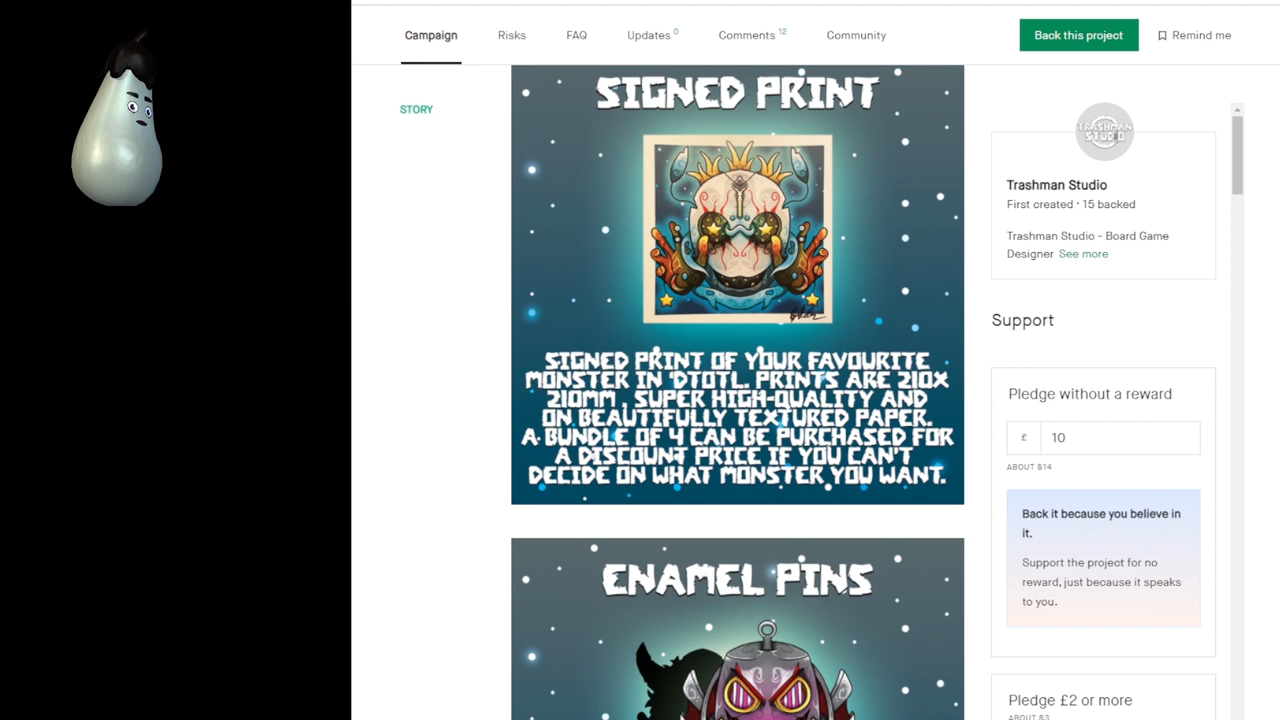 Campaign
Risks
FAQ
Updates 0
Comments 12
Community
Back this project
Remind me
STORY
SIGNED PRINT
SIGNED PRINT OF YOUR FAVOURITE
MONSTER IN 'DTOTL. PRINTS ARE 210X
210MM , SUPER HIGH-QUALITY AND
ON BEAUTIFULLY TEXTURED PAPER.
A BUNDLE OF 4 CAN BE PURCHASED FOR
A DISCOUNT PRICE IF YOU CAN'T
DECIDE ON WHAT MONSTER YOU WANT.
ENAMEL PINS
TRASHMAN
STUDIO
Trashman Studio
First created · 15 backed
Trashman Studio - Board Game
Designer See more
Support
Pledge without a reward
£ 10
ABOUT $14
Back it because you believe in
it.
Support the project for no
reward, just because it speaks
to you.
Pledge £2 or more
ABOUT $3